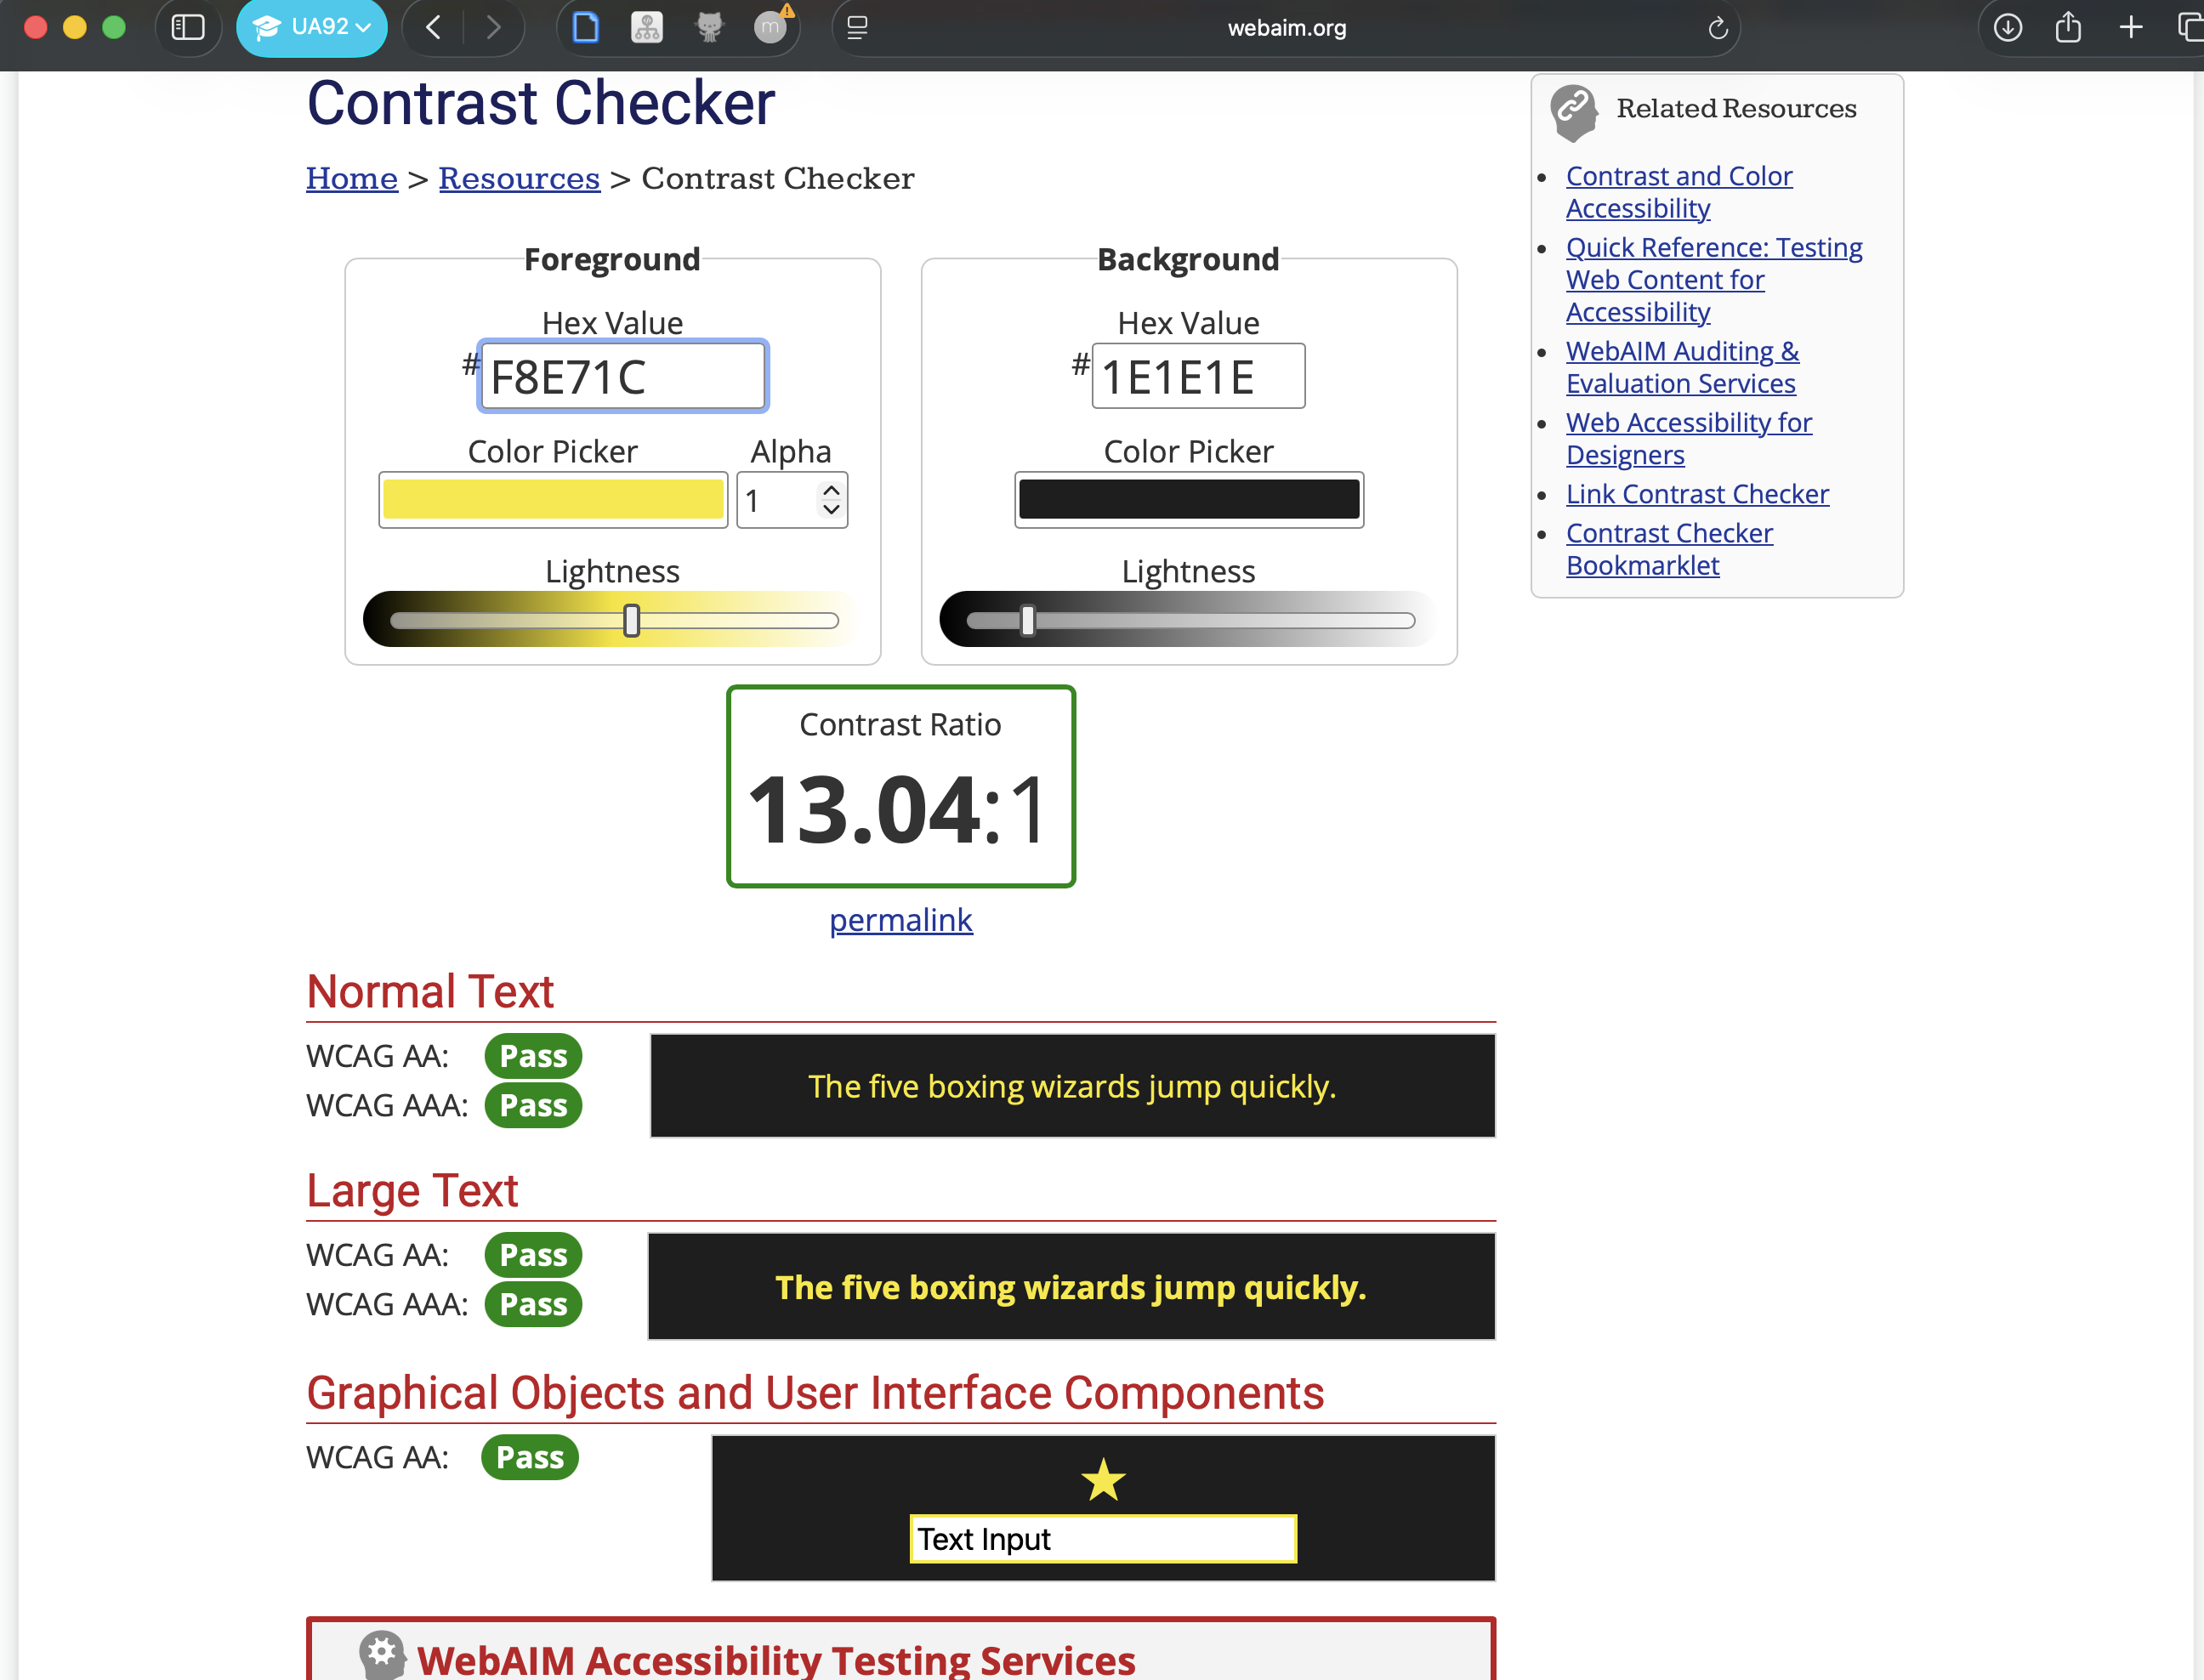 UA92
m
webaim.org
Contrast Checker
Home > Resources > Contrast Checker
Foreground
Hex Value
# F8E71C
Color Picker Alpha
1
Lightness
Background
Hex Value
# 1E1E1E
Color Picker
Lightness
Contrast Ratio
13.04:1
permalink
Normal Text
WCAG AA: Pass
WCAG AAA: Pass
The five boxing wizards jump quickly.
Large Text
WCAG AA: Pass
WCAG AAA: Pass
The five boxing wizards jump quickly.
Graphical Objects and User Interface Components
WCAG AA: Pass
Text Input
WebAIM Accessibility Testing Services
Related Resources
• Contrast and Color
Accessibility
• Quick Reference: Testing
Web Content for
Accessibility
• WebAIM Auditing &
Evaluation Services
• Web Accessibility for
Designers
• Link Contrast Checker
• Contrast Checker
Bookmarklet